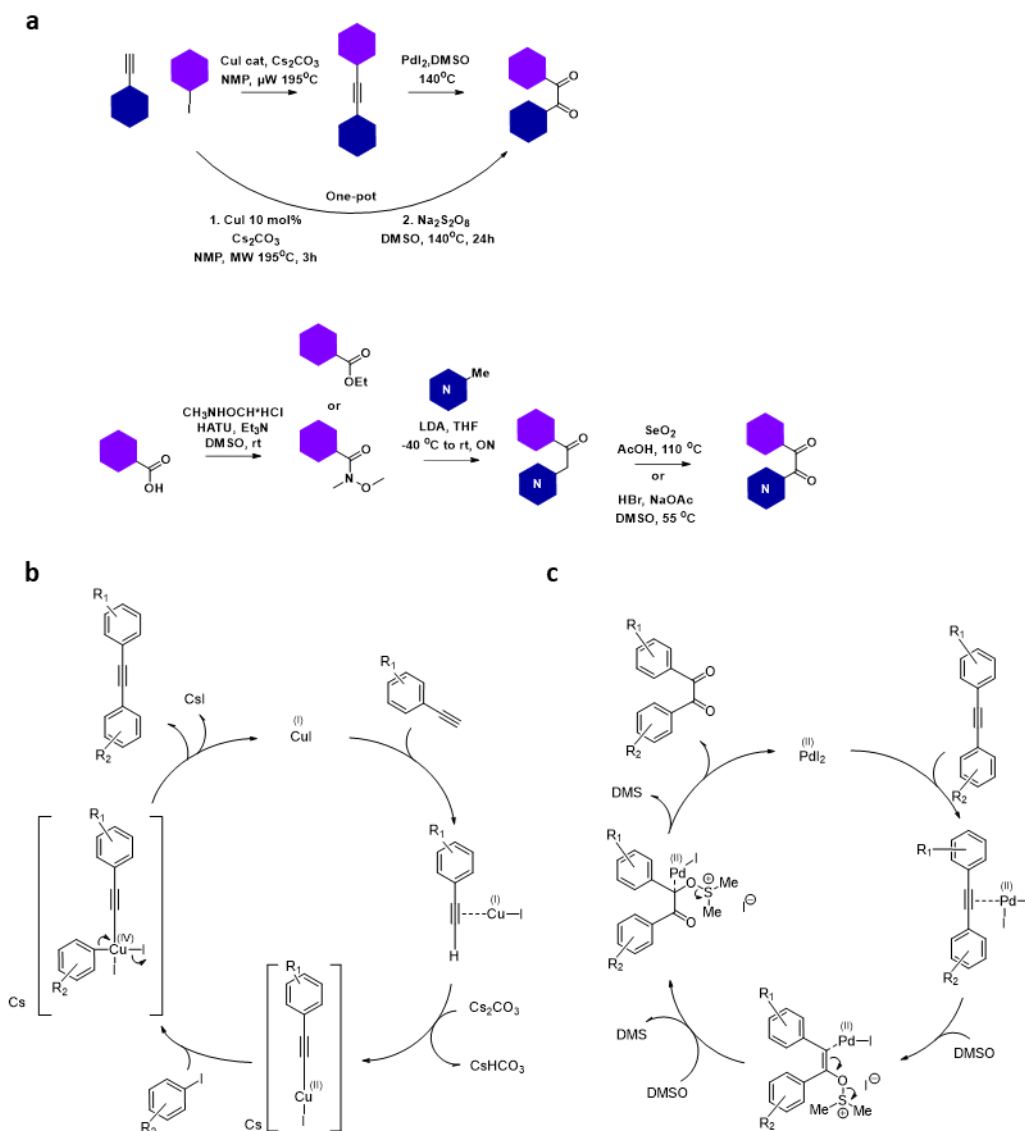 a
CuI cat, Cs2CO3
NMP, µW 195°C
PdI2,DMSO
140°C
I
O
O
One-pot
1. CuI 10 mol%
Cs2CO3
NMP, MW 195°C, 3h
2. Na2S2O8
DMSO, 140°C, 24h
O
OEt
or
CH3NHOCH*HCl
HATU, Et3N
DMSO, rt
O
OH
O
N
O
N
Me
LDA, THF
-40 °C to rt, ON
O
N
SeO2
AcOH, 110 °C
or
HBr, NaOAc
DMSO, 55 °C
O
O
N
b
R1
R2
CsI
(I)
CuI
R1
R1
(I)
Cu
I
H
Cs2CO3
CsHCO3
R1
(II)
Cu
I
Cs
I
R2
R1
(IV)
Cu
I
I
R2
Cs
c
R1
O
O
R2
(II)
PdI2
R1
R2
R1
(II)
Pd
I
R2
DMSO
R1
(II)
Pd
I
O
S
+
Me
Me
I
R2
DMSO
DMS
R1
(II)
Pd
I
O
S
+
Me
Me
I
O
R2
DMS